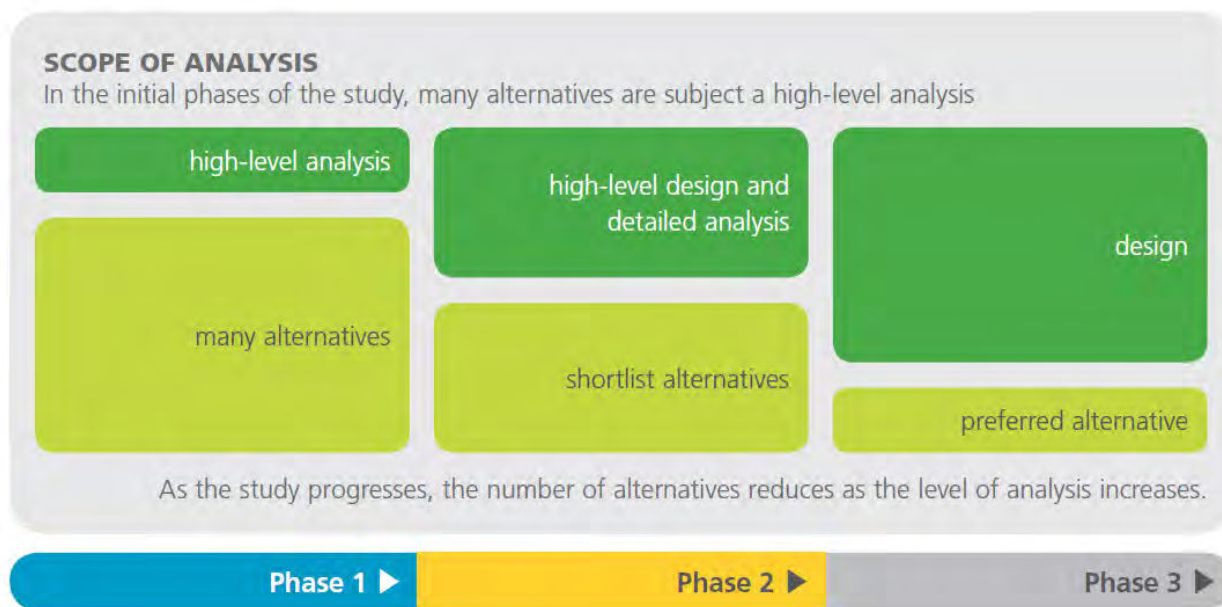 SCOPE OF ANALYSIS
In the initial phases of the study, many alternatives are subject a high-level analysis
high-level analysis
many alternatives
high-level design and
detailed analysis
shortlist alternatives
design
preferred alternative
As the study progresses, the number of alternatives reduces as the level of analysis increases.
Phase 1 ▶
Phase 2 ▶
Phase 3 ▶